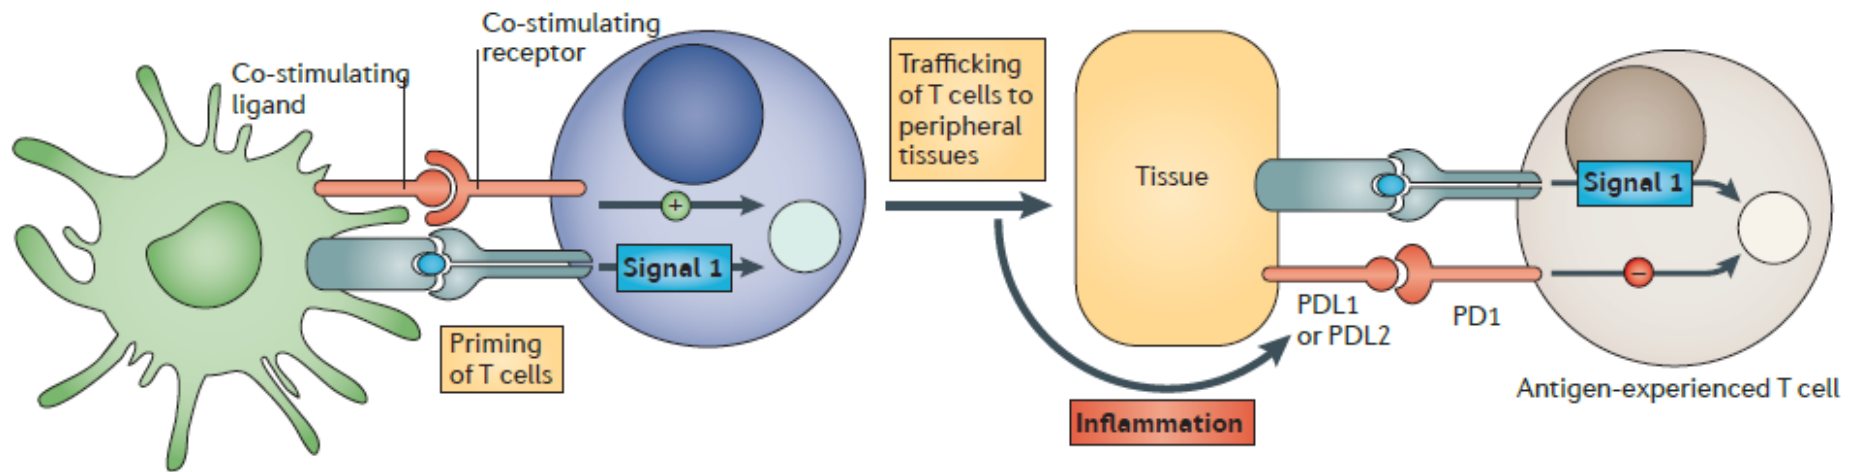 Co-stimulating
receptor
Co-stimulating
ligand
+
Signal 1
Priming
of T cells
Trafficking
of T cells to
peripheral
tissues
Tissue
Signal 1
−
PDL1
or PDL2
PD1
Antigen-experienced T cell
Inflammation